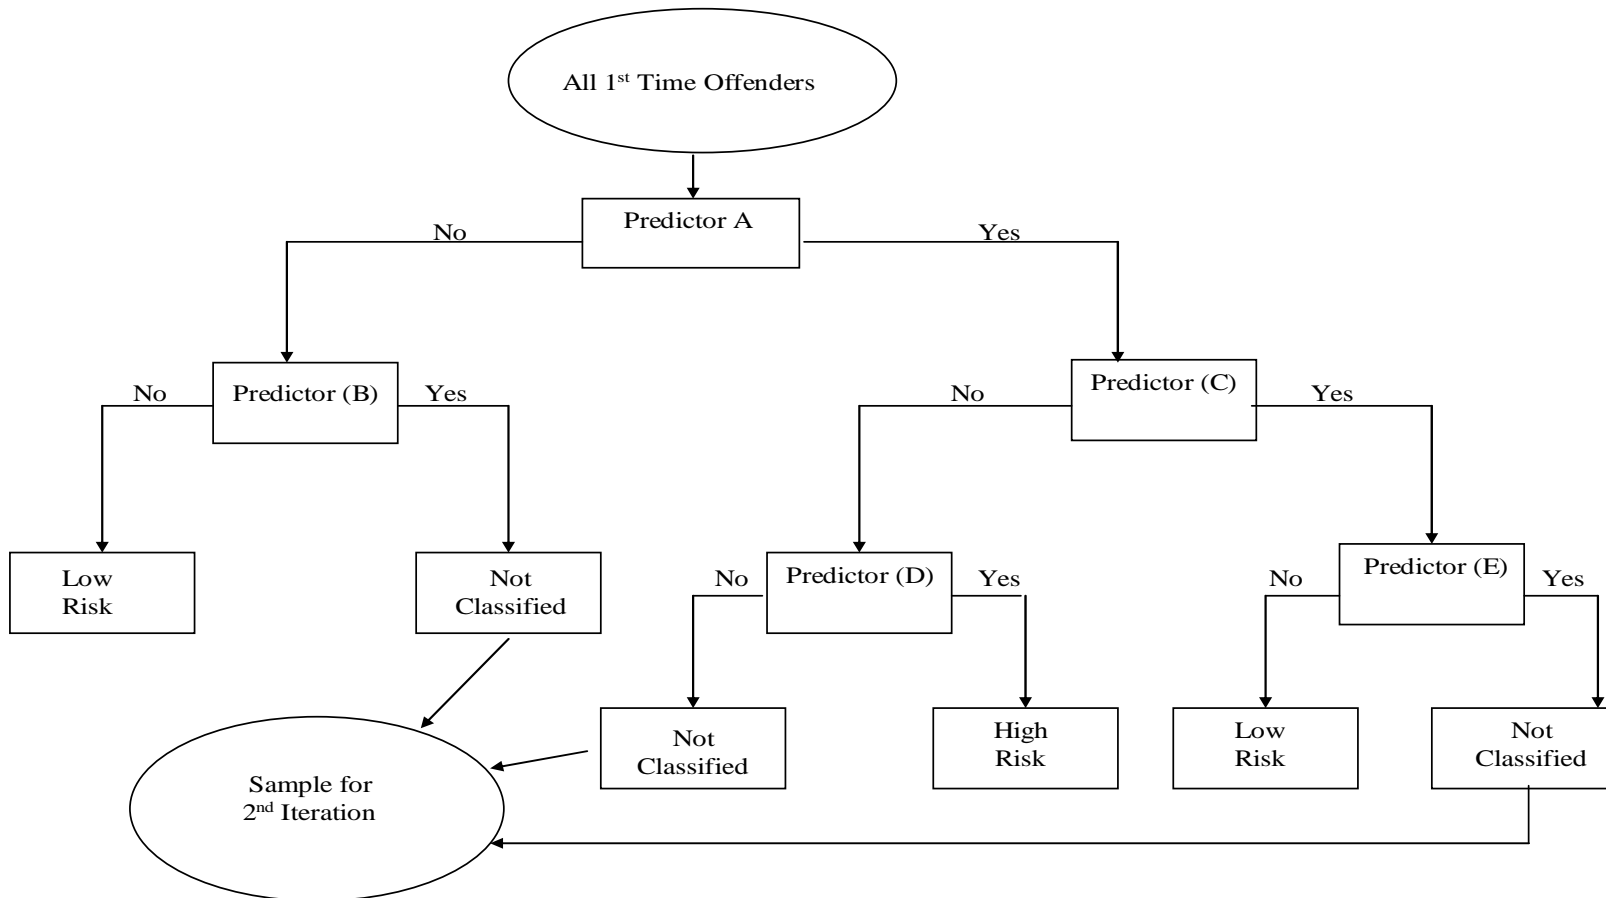 All 1st Time Offenders
Predictor A
No
Yes
Predictor (B)
No
Yes
Predictor (C)
No
Yes
Low
Risk
Not
Classified
Predictor (D)
No
Yes
Predictor (E)
No
Yes
Not
Classified
High
Risk
Low
Risk
Not
Classified
Sample for
2nd Iteration